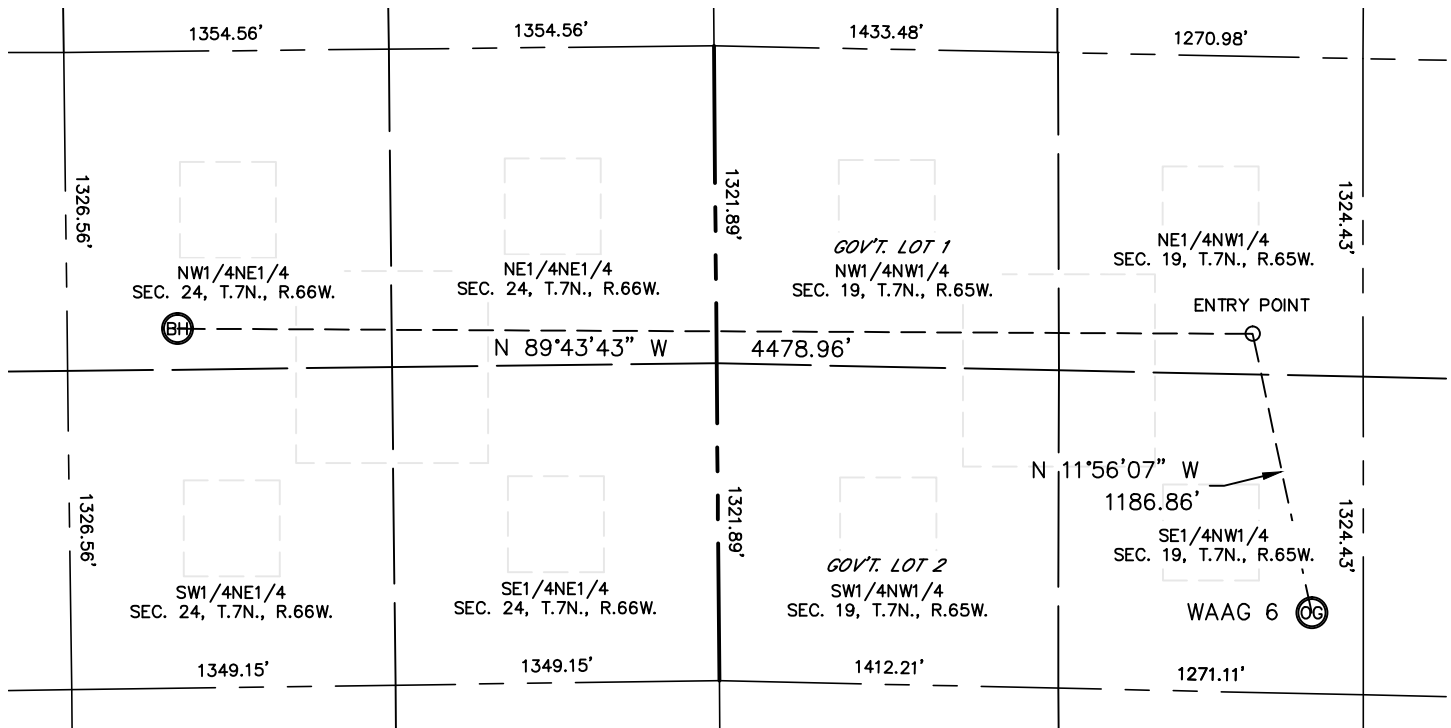 1354.56’
1354.56’
1433.48’
1270.98’
1326.56’
1321.89’
1324.43’
GOV’T. LOT 1
NW1/4NE1/4
SEC. 24, T.7N., R.66W.
NE1/4NE1/4
SEC. 24, T.7N., R.66W.
NW1/4NW1/4
SEC. 19, T.7N., R.65W.
NE1/4NW1/4
SEC. 19, T.7N., R.65W.
ENTRY POINT
BH
N 89°43’43” W 4478.96’
N 11°56’07” W
1186.86’
1326.56’
1321.89’
1324.43’
SW1/4NE1/4
SEC. 24, T.7N., R.66W.
SE1/4NE1/4
SEC. 24, T.7N., R.66W.
GOV’T. LOT 2
SW1/4NW1/4
SEC. 19, T.7N., R.65W.
SE1/4NW1/4
SEC. 19, T.7N., R.65W.
WAAG 6 OG
1349.15’
1349.15’
1412.21’
1271.11’